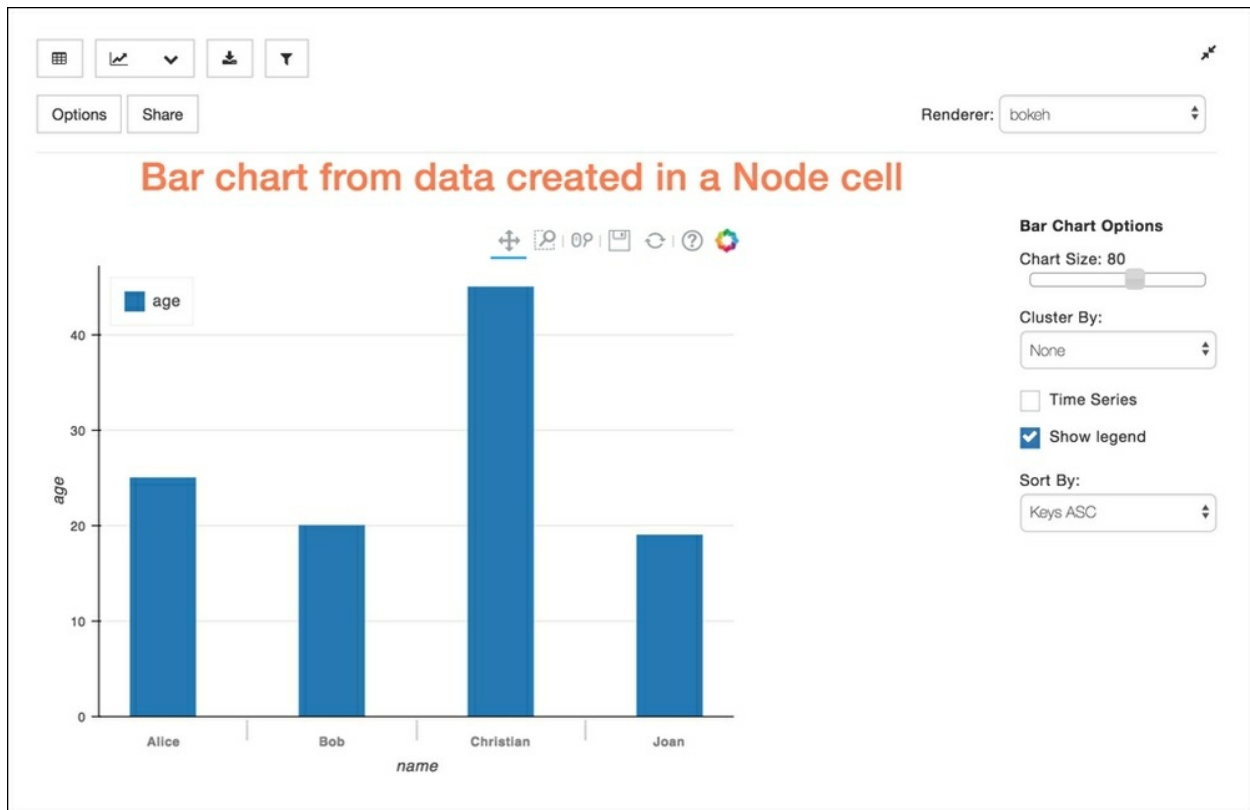 Options Share Renderer: bokeh
Bar chart from data created in a Node cell
Bar Chart Options
Chart Size: 80
Cluster By:
None
Time Series
Show legend
Sort By:
Keys ASC
age
40
30
20
10
0
age
Alice Bob Christian Joan
name